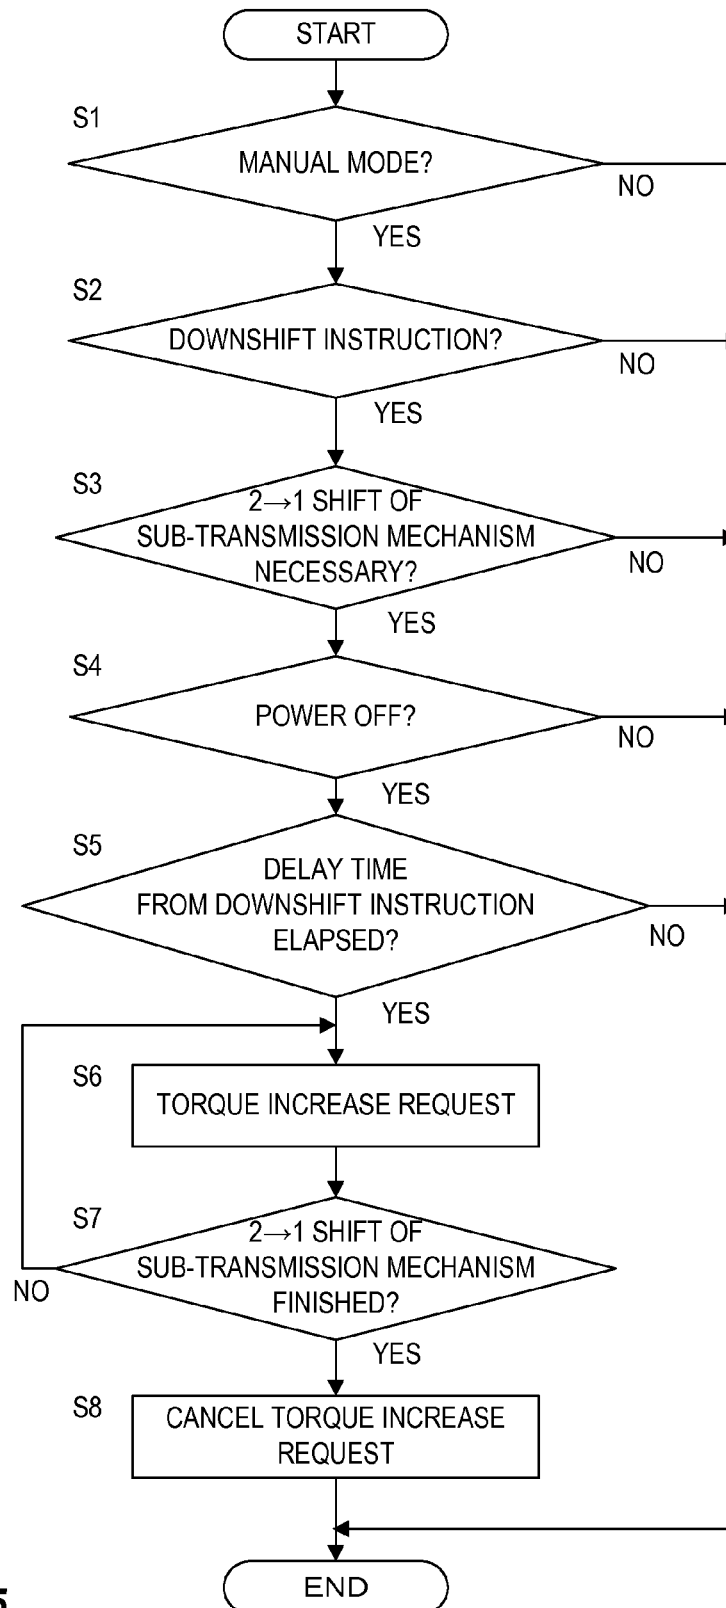 START
S1
MANUAL MODE?
NO
YES
S2
DOWNSHIFT INSTRUCTION?
NO
YES
S3
2→1 SHIFT OF
SUB-TRANSMISSION MECHANISM
NECESSARY?
NO
YES
S4
POWER OFF?
NO
YES
S5
DELAY TIME
FROM DOWNSHIFT INSTRUCTION
ELAPSED?
NO
YES
S6
TORQUE INCREASE REQUEST
S7
2→1 SHIFT OF
SUB-TRANSMISSION MECHANISM
FINISHED?
NO
YES
S8
CANCEL TORQUE INCREASE
REQUEST
END